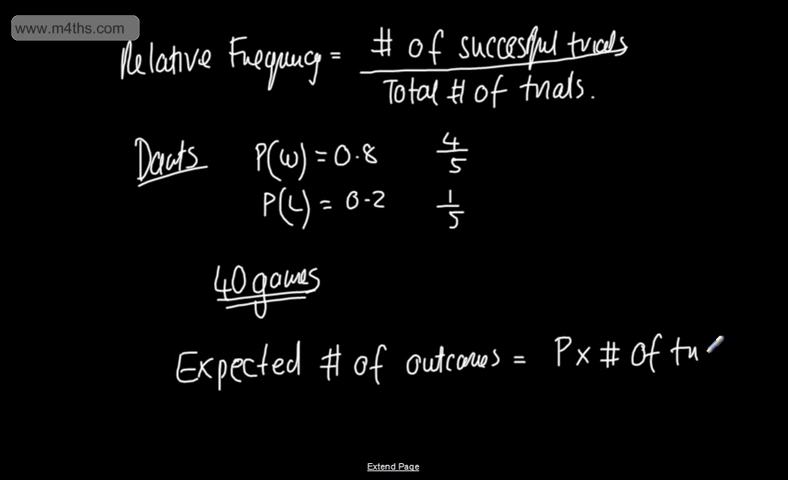 www.m4ths.com
Relative Frequency = # of succesful trials
Total # of trials.
Darts P(W) = 0.8 4/5
P(L) = 0.2 1/5
40 games
Expected # of outcomes = P x # of tri
Extend Page